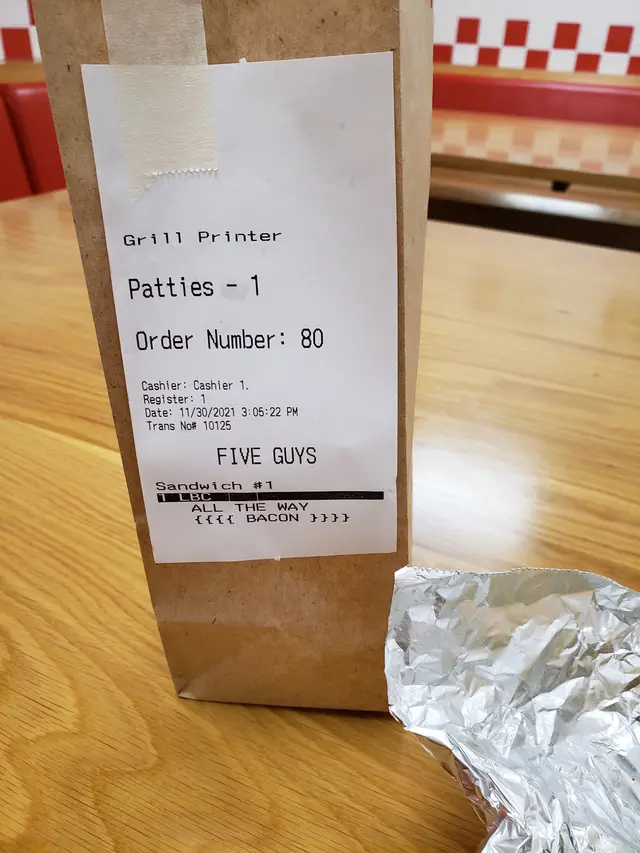 Grill Printer
Patties - 1
Order Number: 80
Cashier: Cashier 1.
Register: 1
Date: 11/30/2021 3:05:22 PM
Trans No# 10125
FIVE GUYS
Sandwich #1
1 LBC
ALL THE WAY
{{{{ BACON }}}}